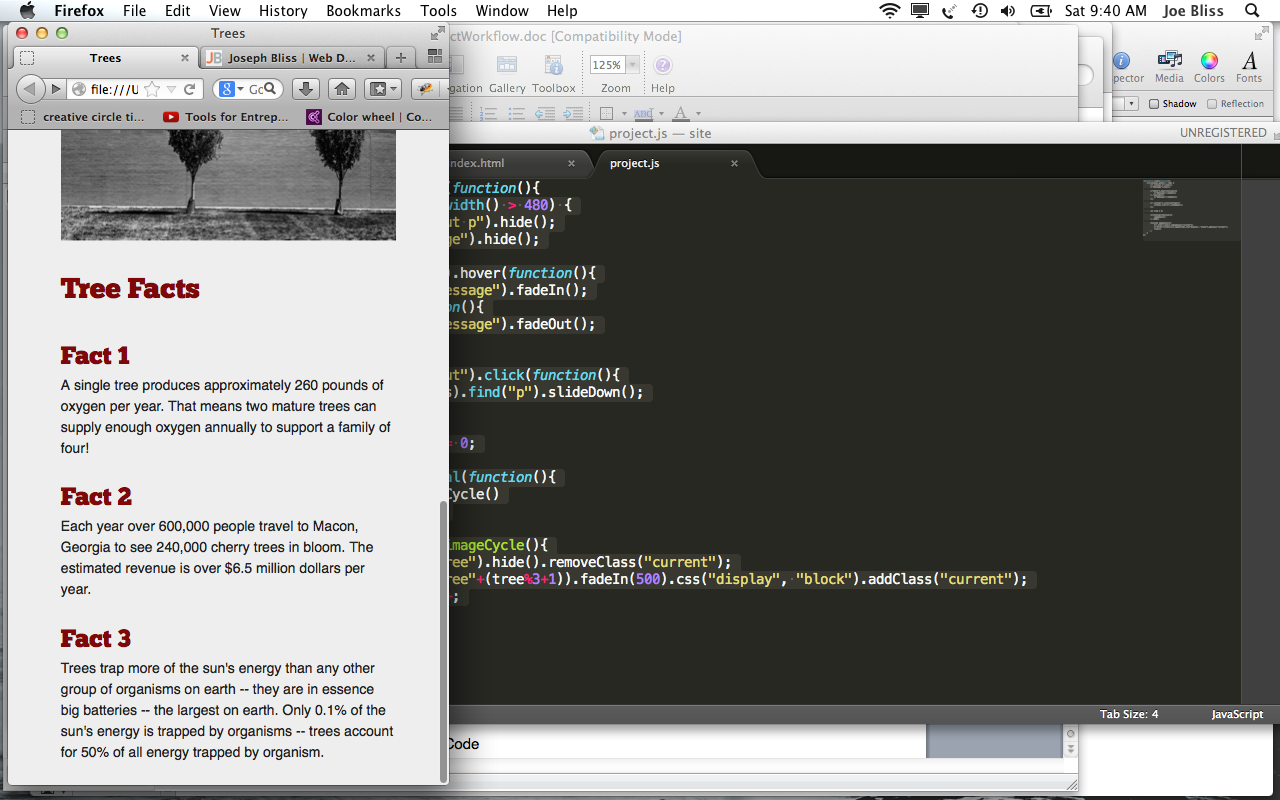 Firefox File Edit View History Bookmarks Tools Window Help Sat 9:40 AM Joe Bliss
Trees
Trees Joseph Bliss | Web D...
file:///U
creative circle ti... Tools for Entrep... Color wheel | Co...
Tree Facts
Fact 1
A single tree produces approximately 260 pounds of
oxygen per year. That means two mature trees can
supply enough oxygen annually to support a family of
four!
Fact 2
Each year over 600,000 people travel to Macon,
Georgia to see 240,000 cherry trees in bloom. The
estimated revenue is over $6.5 million dollars per
year.
Fact 3
Trees trap more of the sun's energy than any other
group of organisms on earth -- they are in essence
big batteries -- the largest on earth. Only 0.1% of the
sun's energy is trapped by organisms -- trees account
for 50% of all energy trapped by organism.
ctWorkflow.doc [Compatibility Mode]
125%
gation Gallery Toolbox Zoom Help
ABC A
pector Media Colors Fonts
Shadow Reflection
project.js — site UNREGISTERED
ndex.html project.js
(function(){
width() > 480) {
ut p").hide();
ge").hide();
).hover(function(){
essage").fadeIn();
on(){
essage").fadeOut();
ut").click(function(){
s).find("p").slideDown();
= 0;
al(function(){
Cycle()
imageCycle(){
ree").hide().removeClass("current");
ree"+(tree%3+1)).fadeIn(500).css("display", "block").addClass("current");
;
Tab Size: 4 JavaScript
Code